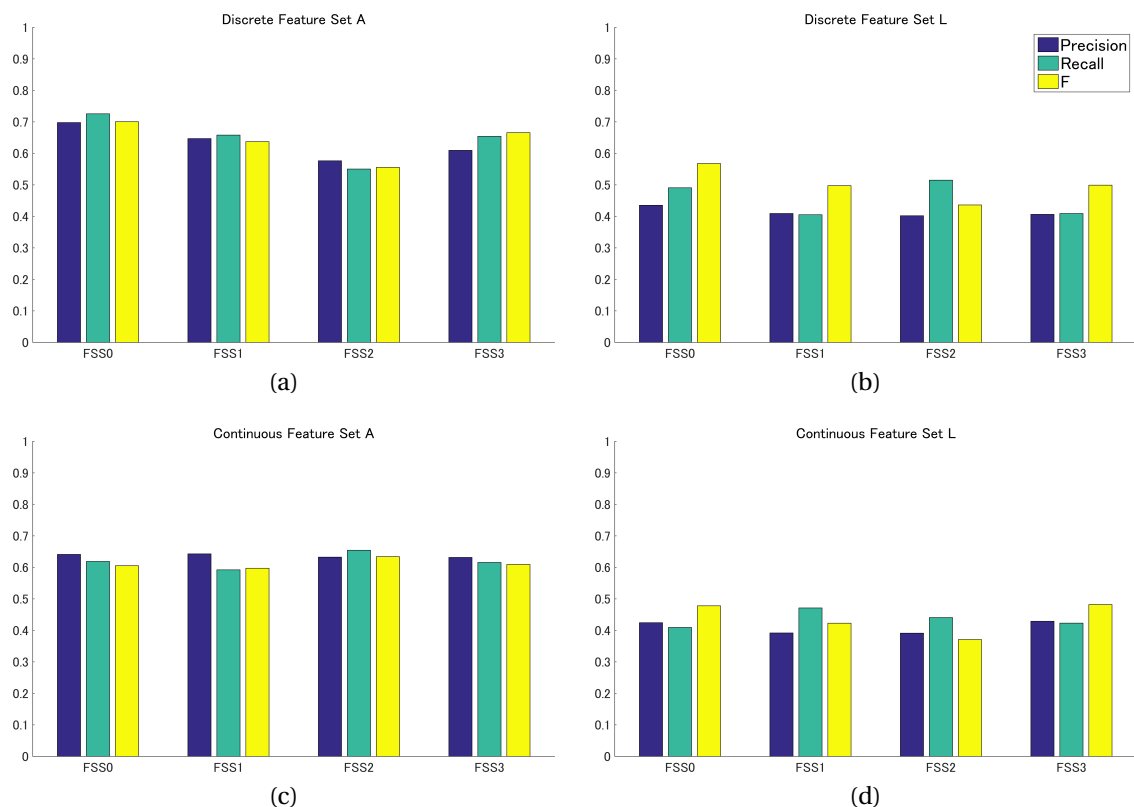 Discrete Feature Set A
1
0.9
0.8
0.7
0.6
0.5
0.4
0.3
0.2
0.1
0
FSS0 FSS1 FSS2 FSS3
(a)
Discrete Feature Set L
1
0.9
0.8
0.7
0.6
0.5
0.4
0.3
0.2
0.1
0
Precision
Recall
F
FSS0 FSS1 FSS2 FSS3
(b)
Continuous Feature Set A
1
0.9
0.8
0.7
0.6
0.5
0.4
0.3
0.2
0.1
0
FSS0 FSS1 FSS2 FSS3
(c)
Continuous Feature Set L
1
0.9
0.8
0.7
0.6
0.5
0.4
0.3
0.2
0.1
0
FSS0 FSS1 FSS2 FSS3
(d)